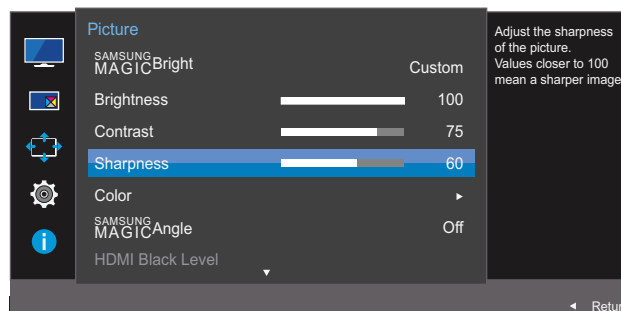 Picture
SAMSUNG
MAGICBright Custom
Brightness 100
Contrast 75
Sharpness 60
Color
SAMSUNG
MAGICAngle Off
HDMI Black Level
Adjust the sharpness
of the picture.
Values closer to 100
mean a sharper image
Retur